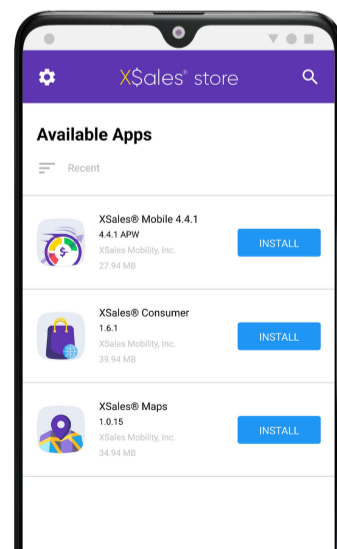 X$ales® store
Available Apps
Recent
XSales® Mobile 4.4.1
4.4.1 APW
XSales Mobility, Inc.
27.94 MB
INSTALL
$
XSales® Consumer
1.6.1
XSales Mobility, Inc.
39.94 MB
INSTALL
XSales® Maps
1.0.15
XSales Mobility, Inc.
34.94 MB
INSTALL